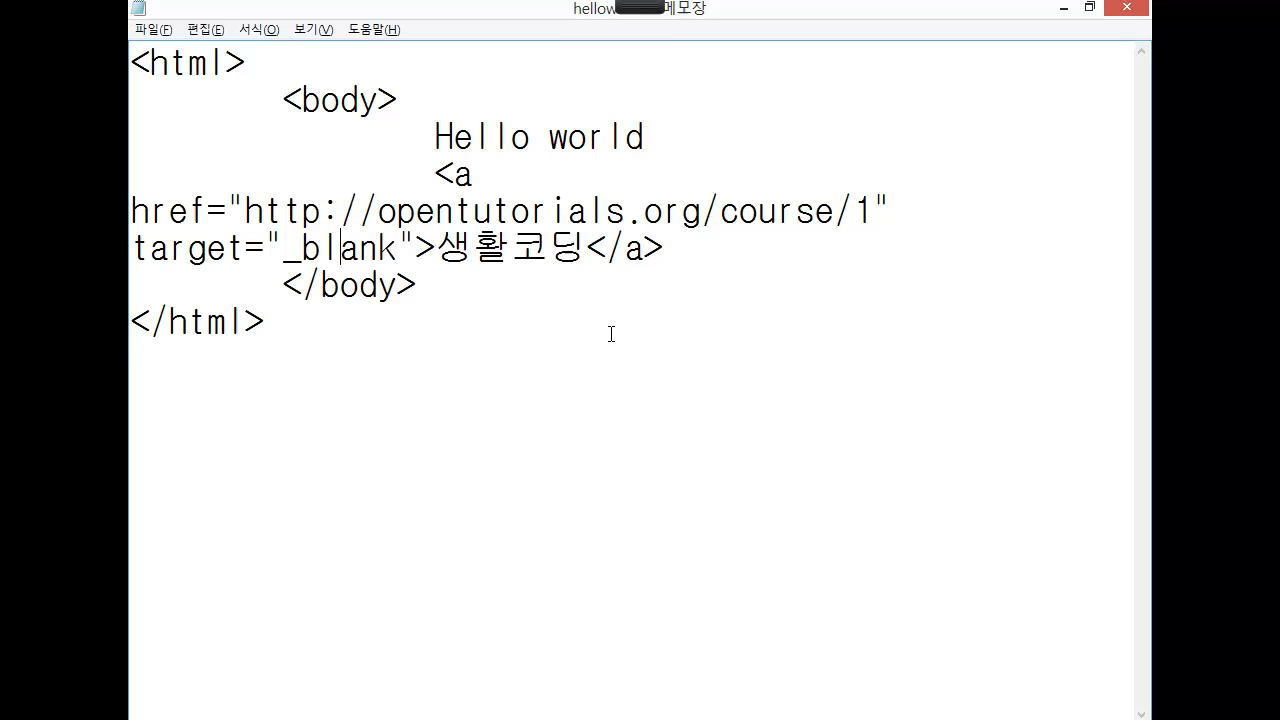 메모장
파일(F) 편집(E) 서식(O) 보기(V) 도움말(H)
<html>
<body>
Hello world
<a
href="http://opentutorials.org/course/1"
target="_blank">생활코딩</a>
</body>
</html>